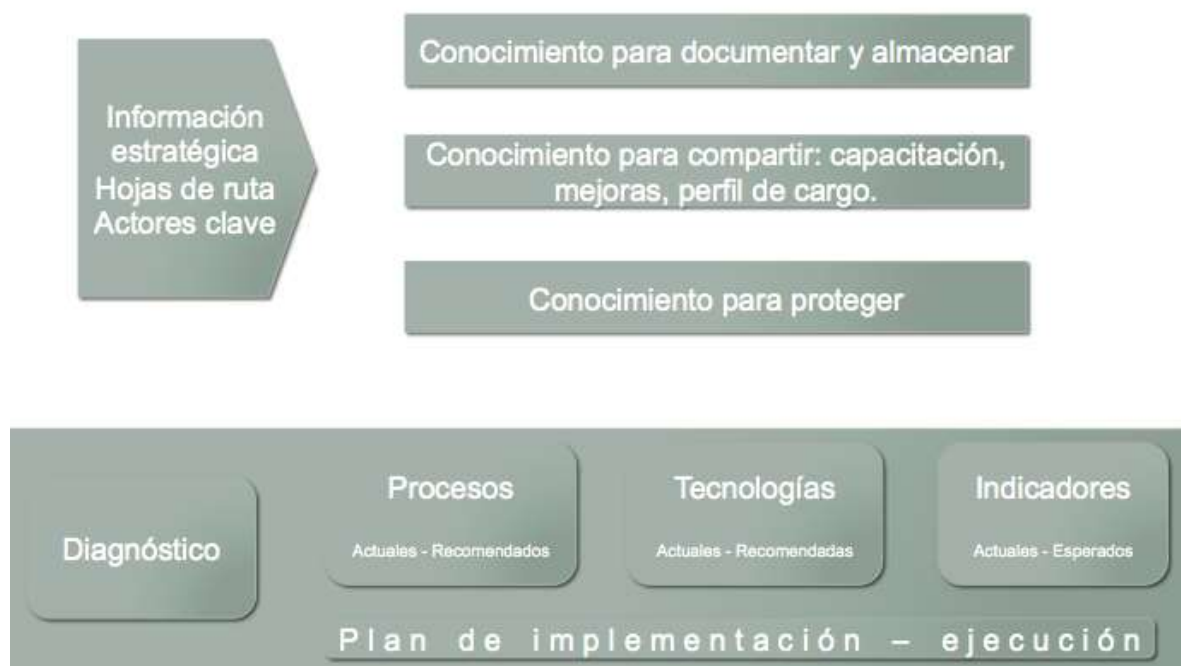 Información
estratégica
Hojas de ruta
Actores clave
Conocimiento para documentar y almacenar
Conocimiento para compartir: capacitación,
mejoras, perfil de cargo.
Conocimiento para proteger
Diagnóstico
Procesos
Actuales - Recomendados
Tecnologías
Actuales - Recomendadas
Indicadores
Actuales - Esperados
Plan de implementación – ejecución